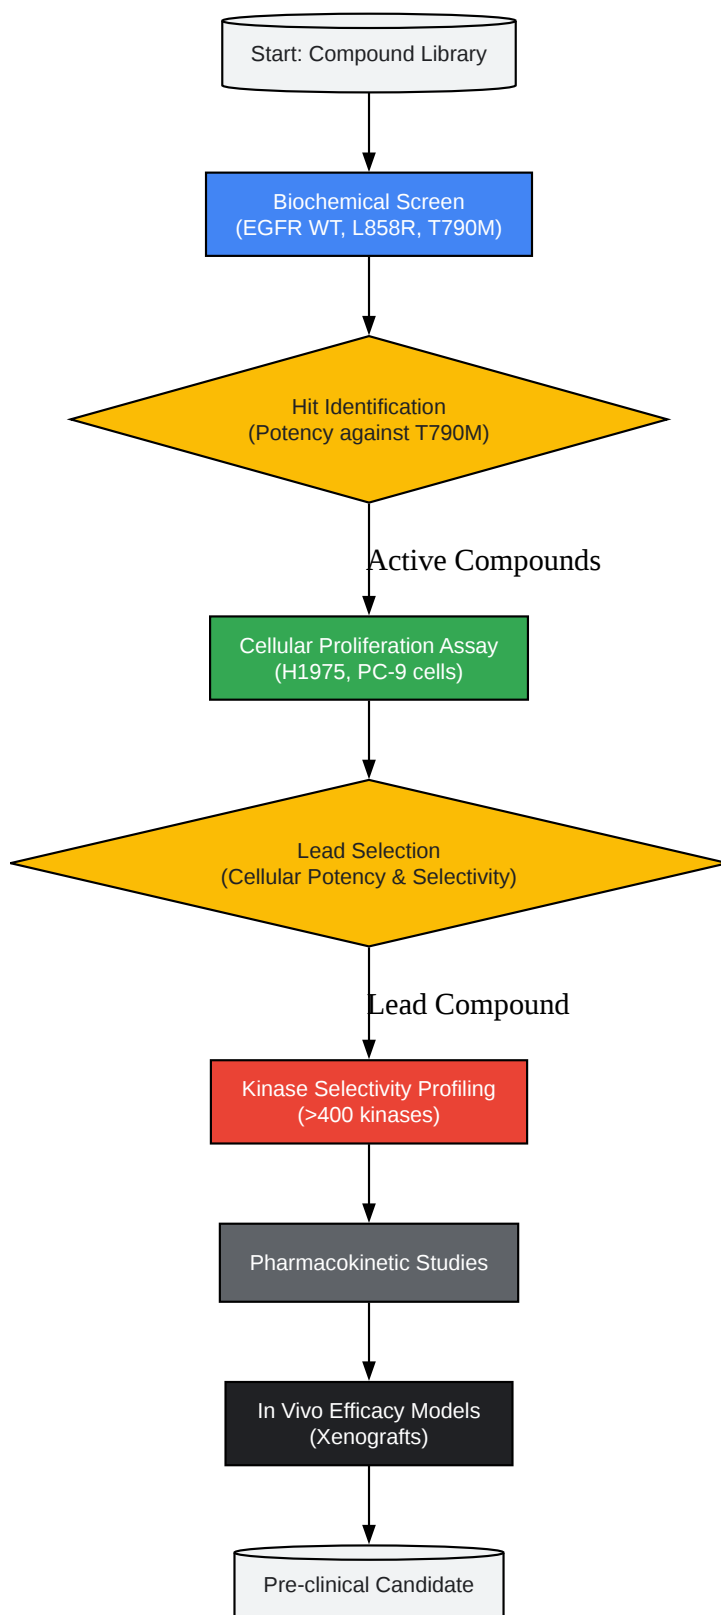 Start: Compound Library
Biochemical Screen
(EGFR WT, L858R, T790M)
Hit Identification
(Potency against T790M)
Active Compounds
Cellular Proliferation Assay
(H1975, PC-9 cells)
Lead Selection
(Cellular Potency & Selectivity)
Lead Compound
Kinase Selectivity Profiling
(>400 kinases)
Pharmacokinetic Studies
In Vivo Efficacy Models
(Xenografts)
Pre-clinical Candidate